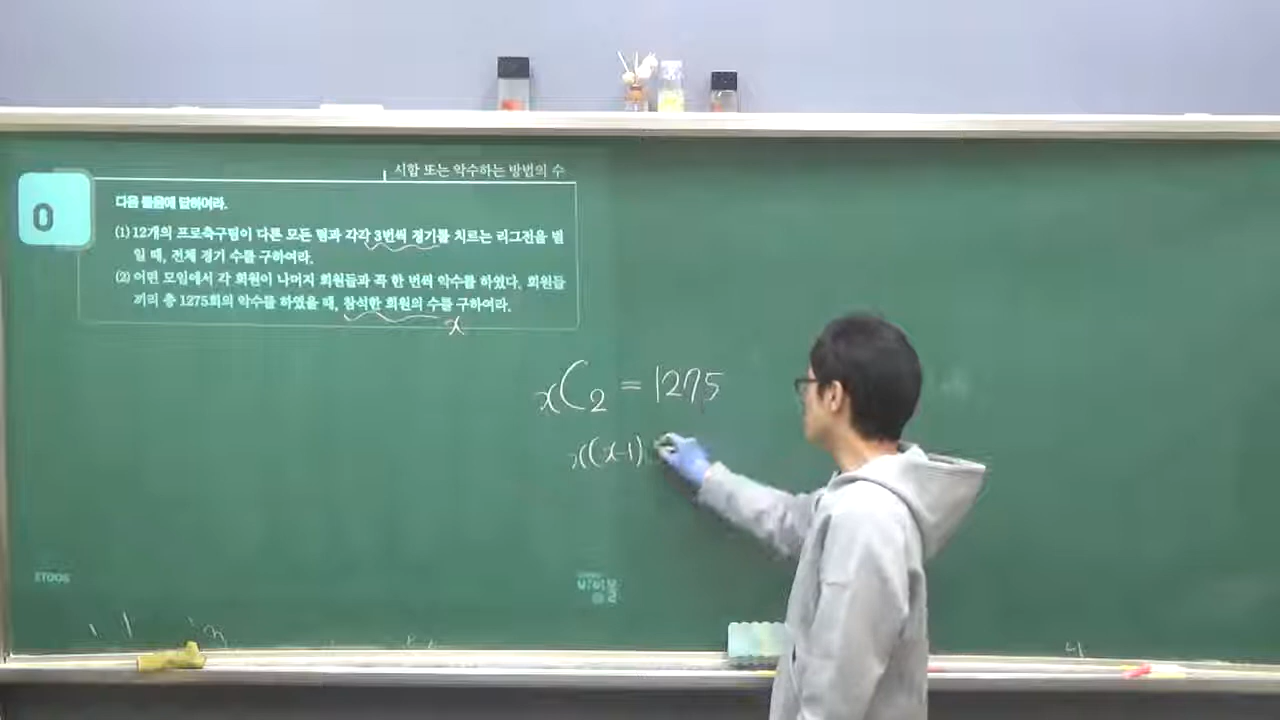 시합 또는 악수하는 방법의 수
다음 물음에 답하여라.
(1) 12개의 프로축구팀이 다른 모든 팀과 각각 3번씩 경기를 치르는 리그전을 벌
일 때, 전체 경기 수를 구하여라.
(2) 어떤 모임에서 각 회원이 나머지 회원들과 꼭 한 번씩 악수를 하였다. 회원들
끼리 총 1275회의 악수를 하였을 때, 참석한 회원의 수를 구하여라.
x
xC2 = 1275
x(x-1)
ETOOS